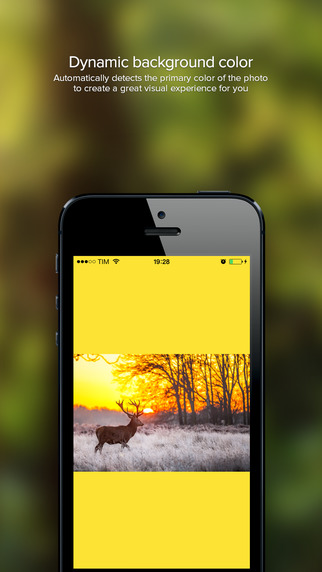 Dynamic background color
Automatically detects the primary color of the photo
to create a great visual experience for you
TIM 19:28